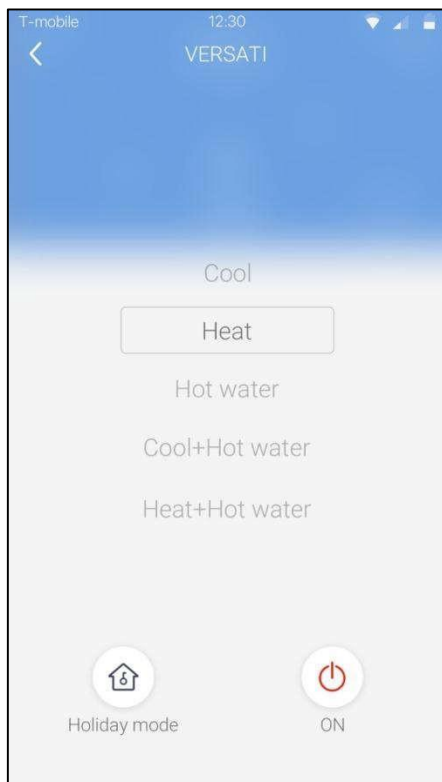 T-mobile 12:30
VERSATI
Cool
Heat
Hot water
Cool+Hot water
Heat+Hot water
Holiday mode ON